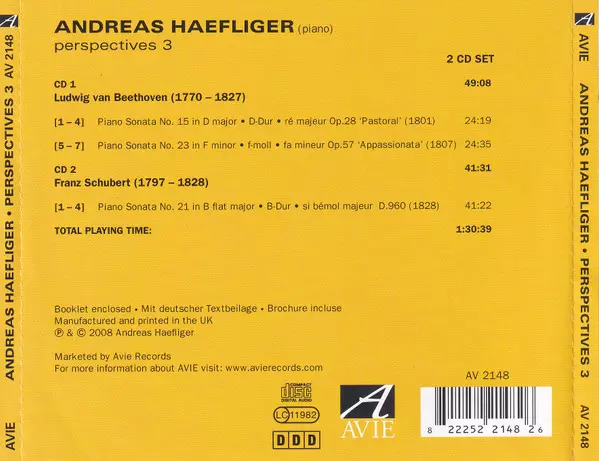 ANDREAS HAEFLIGER (piano)
perspectives 3
2 CD SET
CD 1 49:08
Ludwig van Beethoven (1770 – 1827)
[1 – 4] Piano Sonata No. 15 in D major • D-Dur • ré majeur Op.28 ‘Pastoral’ (1801) 24:19
[5 – 7] Piano Sonata No. 23 in F minor • f-moll • fa mineur Op.57 ‘Appassionata’ (1807) 24:35
CD 2 41:31
Franz Schubert (1797 – 1828)
[1 – 4] Piano Sonata No. 21 in B flat major • B-Dur • si bémol majeur D.960 (1828) 41:22
TOTAL PLAYING TIME: 1:30:39
Booklet enclosed • Mit deutscher Textbeilage • Brochure incluse
Manufactured and printed in the UK
℗ & © 2008 Andreas Haefliger
Marketed by Avie Records
For more information about AVIE visit: www.avierecords.com
COMPACT
disc
DIGITAL AUDIO
LC 11982
DDD
A
AVIE
AV 2148
8 22252 2148 26
AVIE ANDREAS HAEFLIGER • PERSPECTIVES 3 AV 2148
AVIE ANDREAS HAEFLIGER • PERSPECTIVES 3 AV 2148